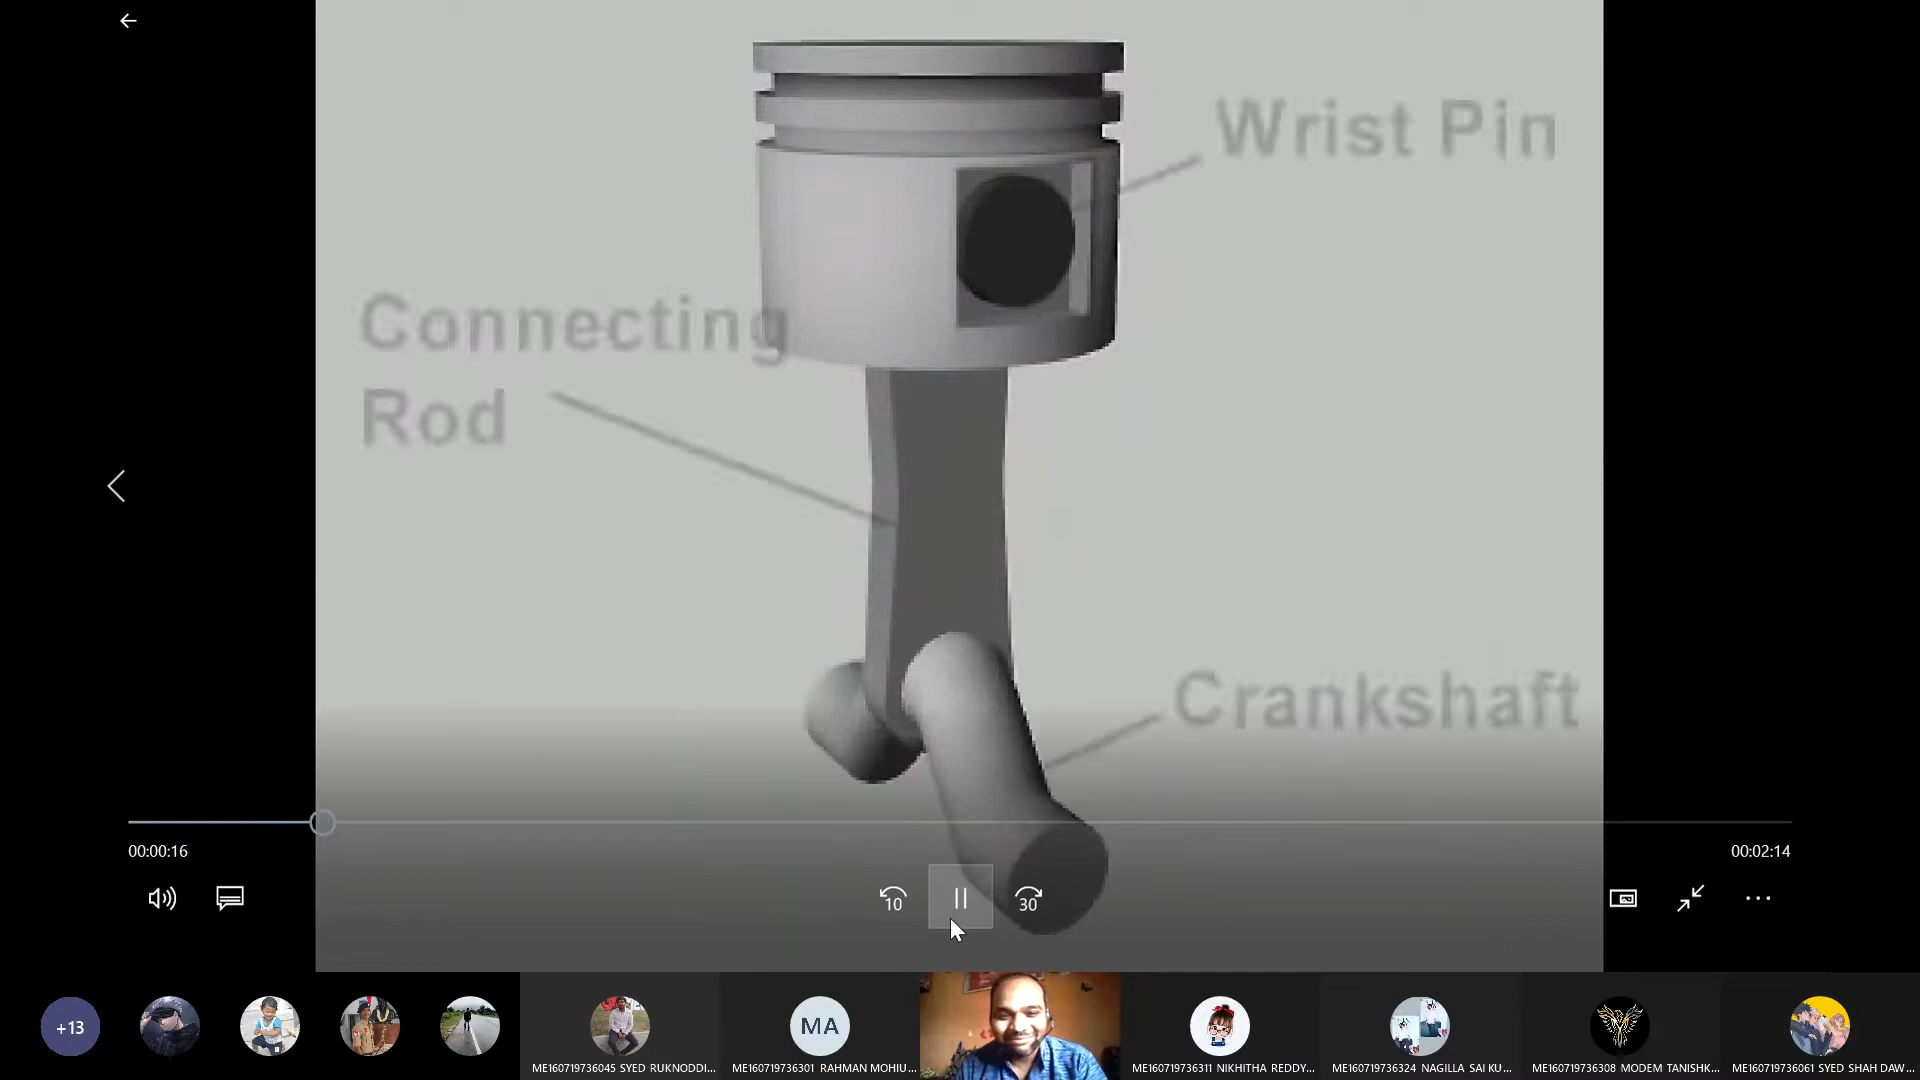 Wrist Pin
Connecting
Rod
Crankshaft
00:00:16
00:02:14
10
30
+13
MA
ME160719736045 SYED RUKNODDI...
ME160719736301 RAHMAN MOHIU...
ME160719736311 NIKHITHA REDDY...
ME160719736324 NAGILLA SAI KU...
ME160719736308 MODEM TANISHK...
ME160719736061 SYED SHAH DAW...